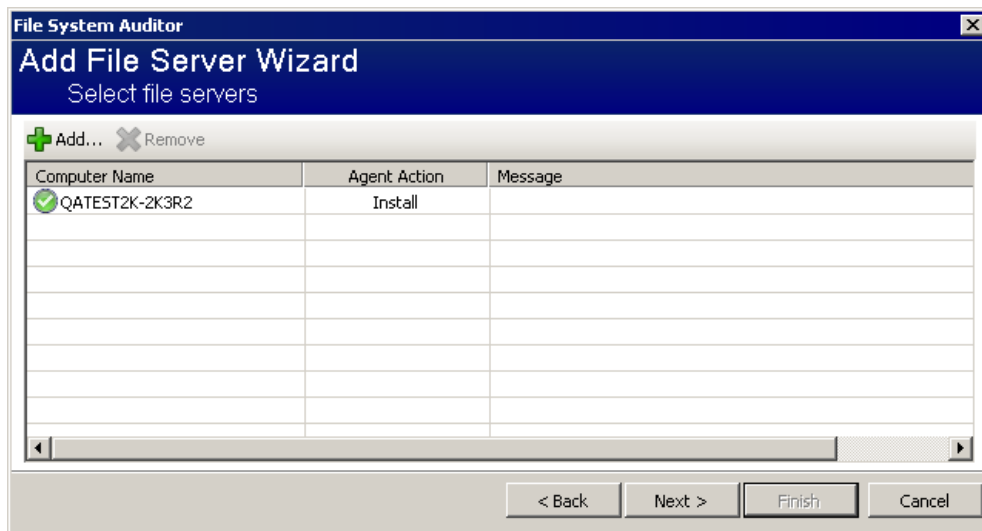 File System Auditor
Add File Server Wizard
Select file servers
Add... Remove
Computer Name Agent Action Message
QATEST2K-2K3R2 Install
< Back Next > Finish Cancel